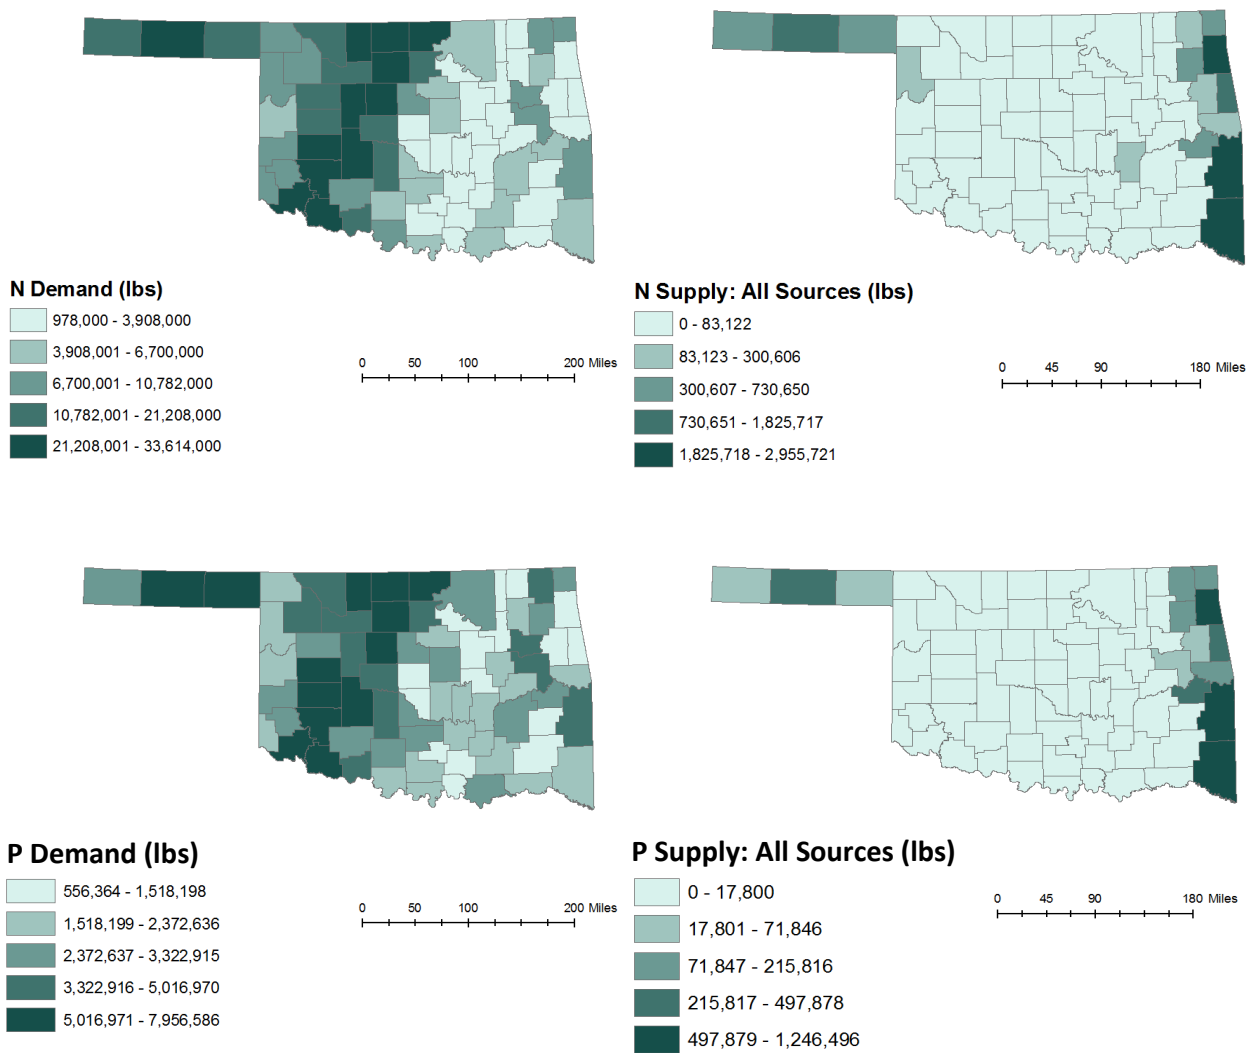 N Demand (lbs)
978,000 - 3,908,000
3,908,001 - 6,700,000
6,700,001 - 10,782,000
10,782,001 - 21,208,000
21,208,001 - 33,614,000
0 50 100 200 Miles
N Supply: All Sources (lbs)
0 - 83,122
83,123 - 300,606
300,607 - 730,650
730,651 - 1,825,717
1,825,718 - 2,955,721
0 45 90 180 Miles
P Demand (lbs)
556,364 - 1,518,198
1,518,199 - 2,372,636
2,372,637 - 3,322,915
3,322,916 - 5,016,970
5,016,971 - 7,956,586
0 50 100 200 Miles
P Supply: All Sources (lbs)
0 - 17,800
17,801 - 71,846
71,847 - 215,816
215,817 - 497,878
497,879 - 1,246,496
0 45 90 180 Miles